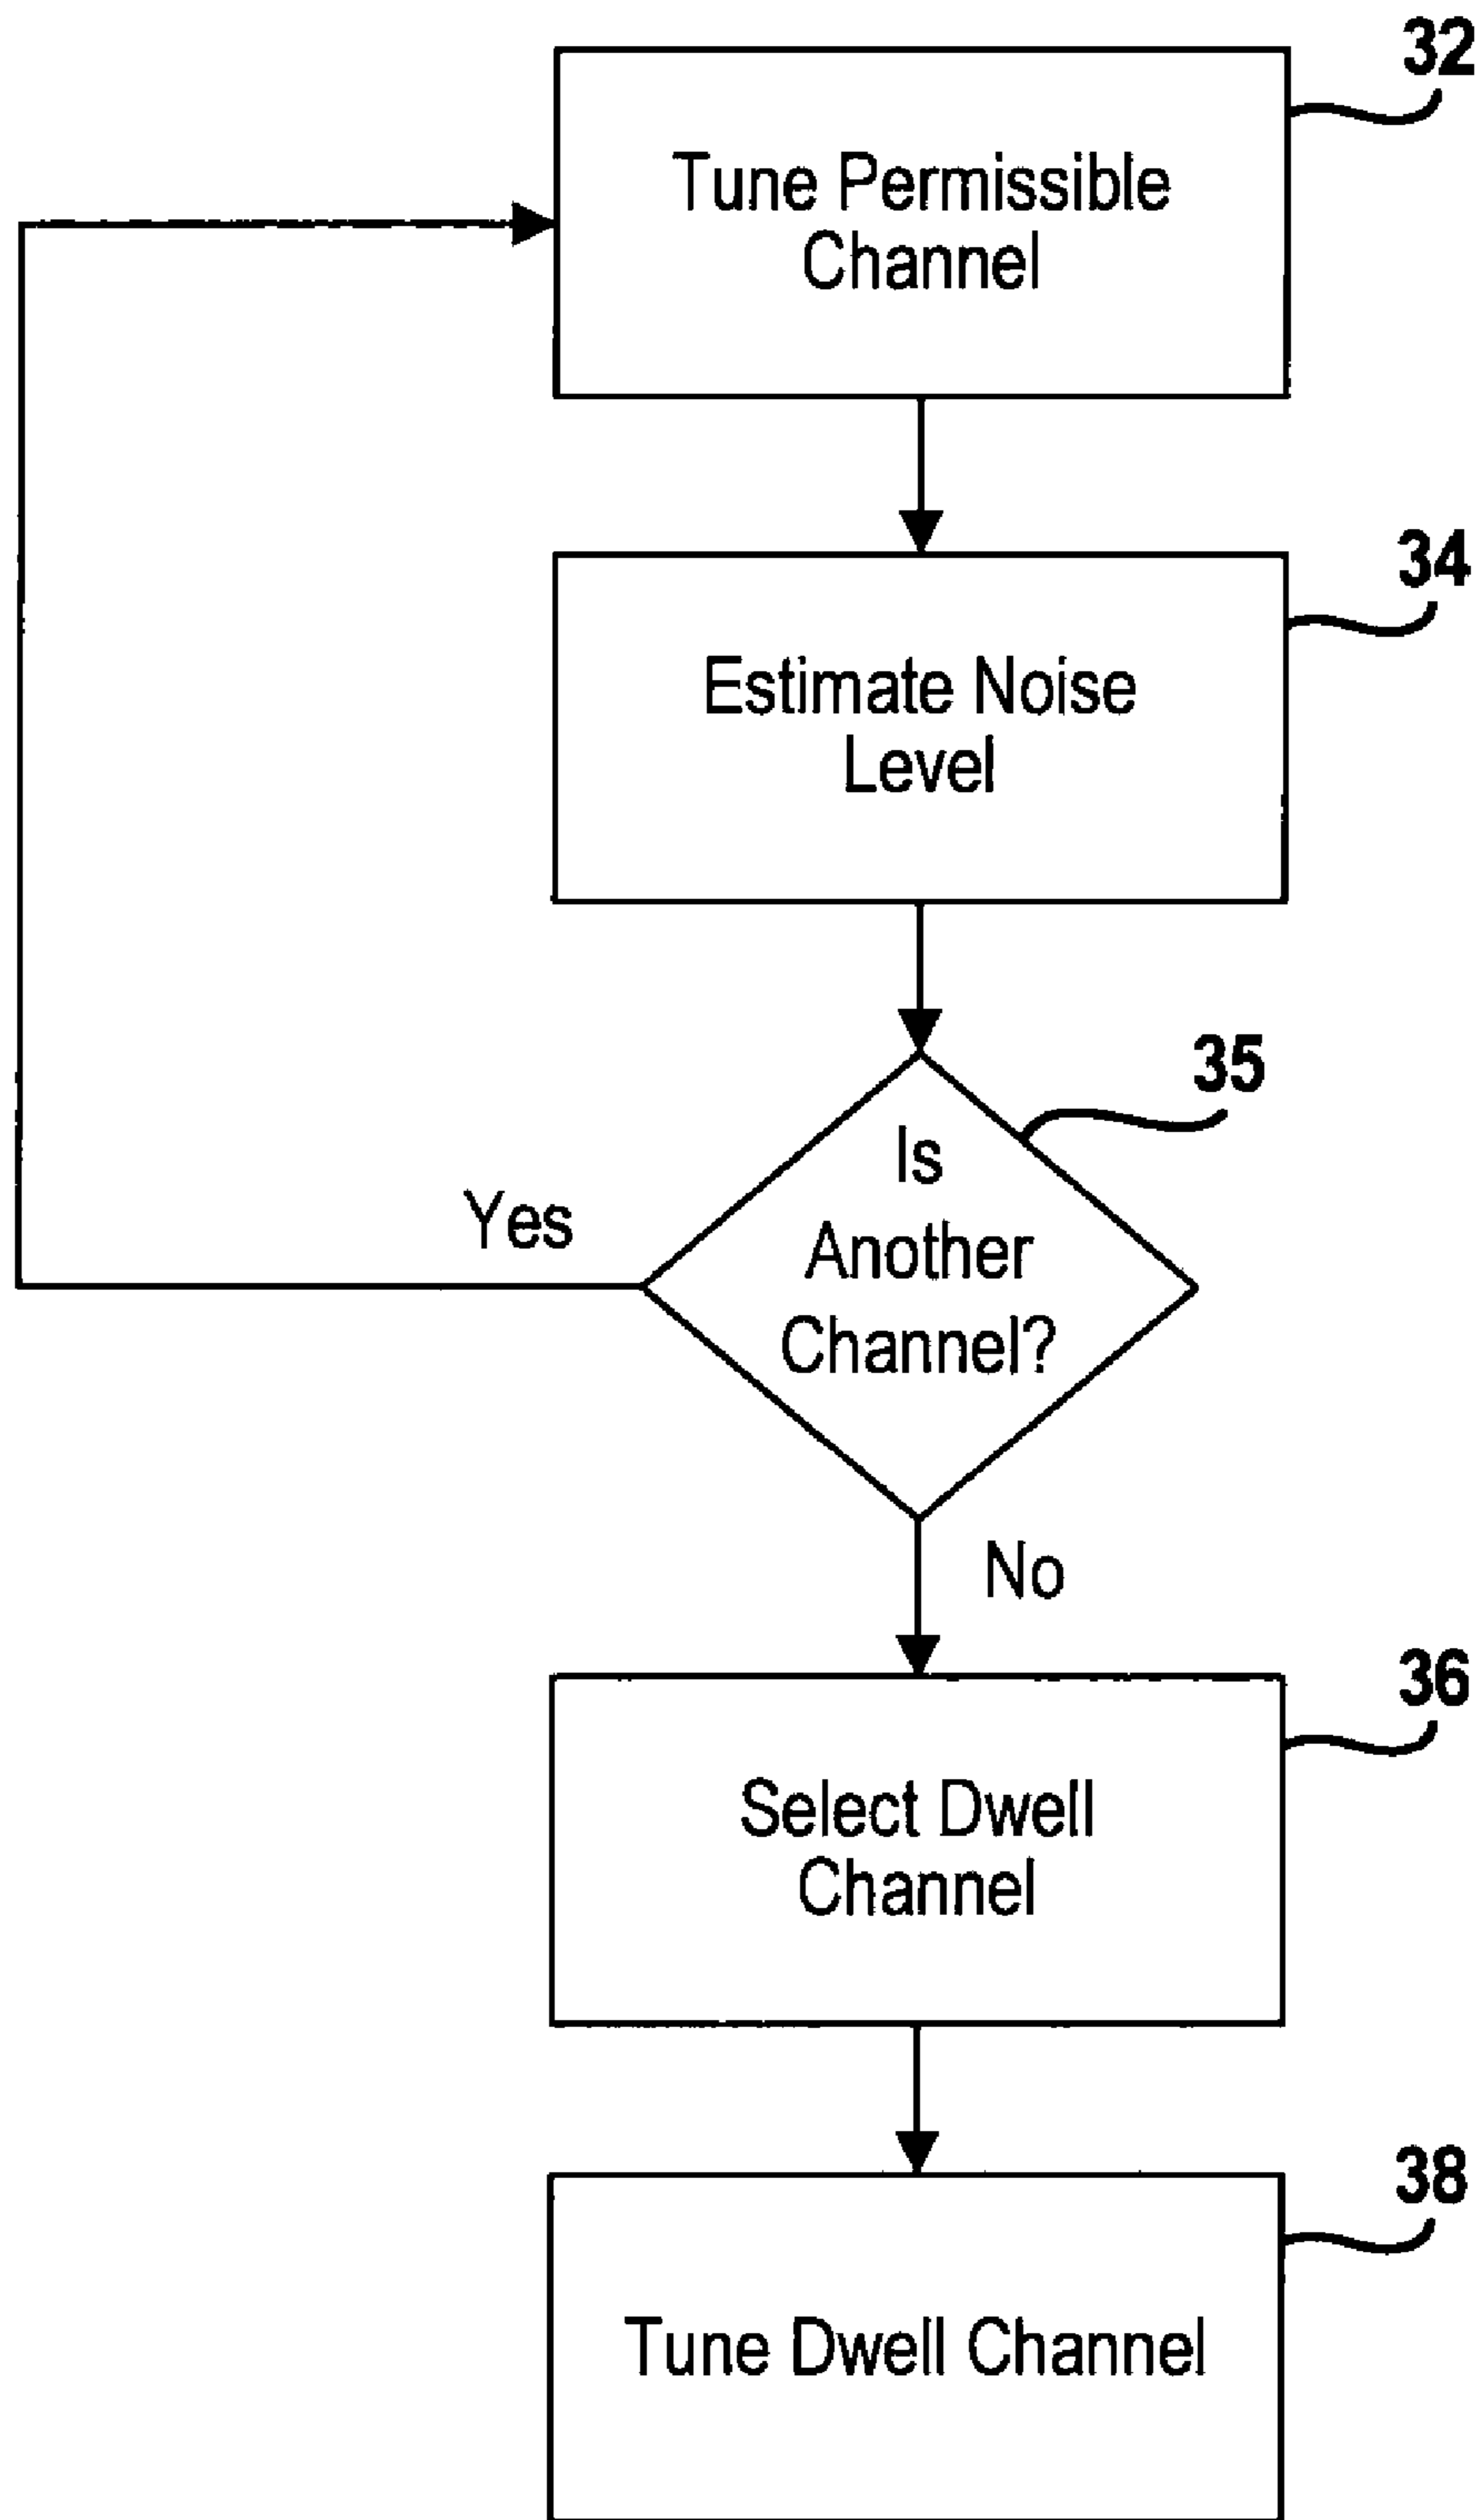 32
Tune Permissible
Channel
34
Estimate Noise
Level
35
Is
Another
Channel?
Yes
No
36
Select Dwell
Channel
38
Tune Dwell Channel